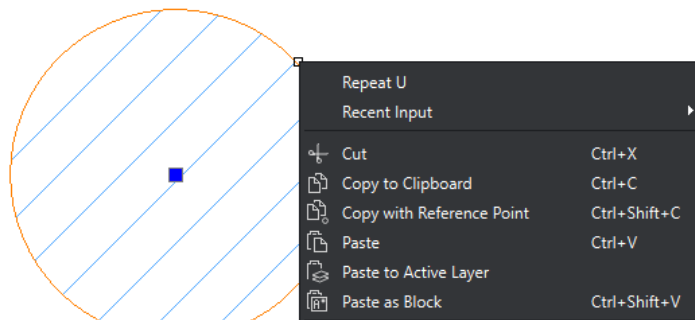 Repeat U
Recent Input
Cut Ctrl+X
Copy to Clipboard Ctrl+C
Copy with Reference Point Ctrl+Shift+C
Paste Ctrl+V
Paste to Active Layer
Paste as Block Ctrl+Shift+V